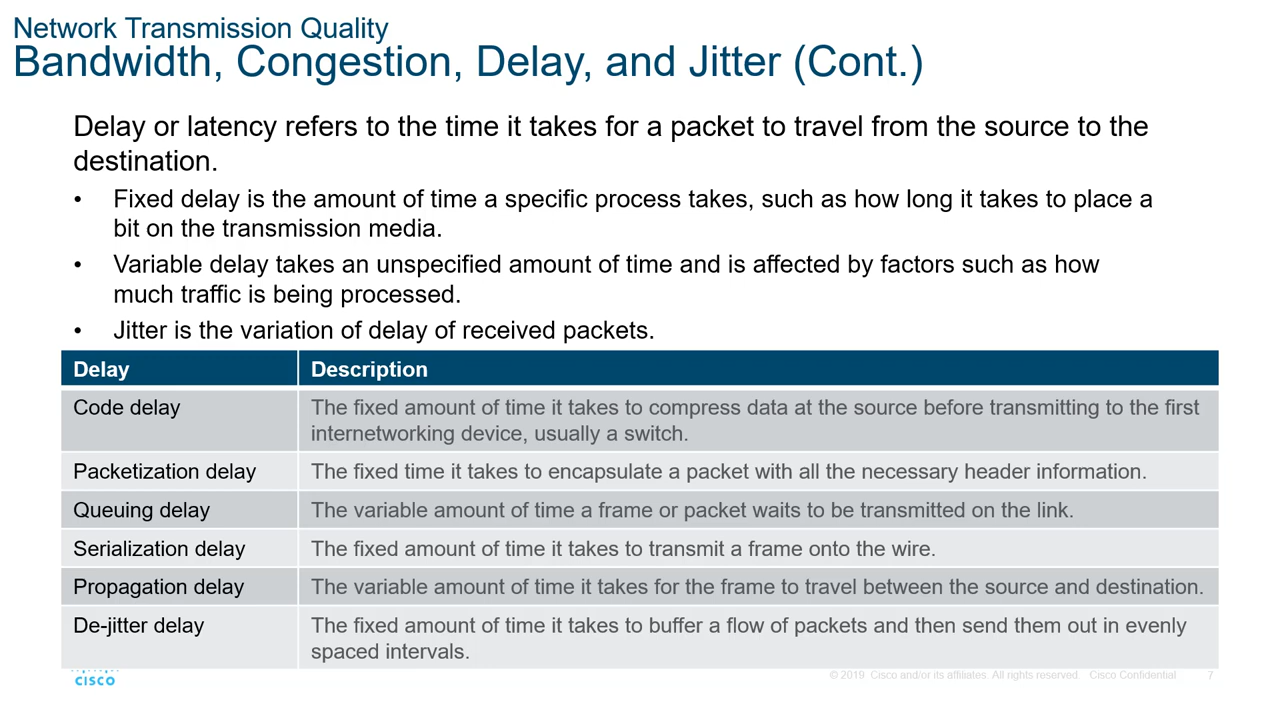 Network Transmission Quality
Bandwidth, Congestion, Delay, and Jitter (Cont.)
Delay or latency refers to the time it takes for a packet to travel from the source to the
destination.
• Fixed delay is the amount of time a specific process takes, such as how long it takes to place a
bit on the transmission media.
• Variable delay takes an unspecified amount of time and is affected by factors such as how
much traffic is being processed.
• Jitter is the variation of delay of received packets.
Delay Description
Code delay The fixed amount of time it takes to compress data at the source before transmitting to the first
internetworking device, usually a switch.
Packetization delay The fixed time it takes to encapsulate a packet with all the necessary header information.
Queuing delay The variable amount of time a frame or packet waits to be transmitted on the link.
Serialization delay The fixed amount of time it takes to transmit a frame onto the wire.
Propagation delay The variable amount of time it takes for the frame to travel between the source and destination.
De-jitter delay The fixed amount of time it takes to buffer a flow of packets and then send them out in evenly
spaced intervals.
CISCO © 2019 Cisco and/or its affiliates. All rights reserved. Cisco Confidential 7